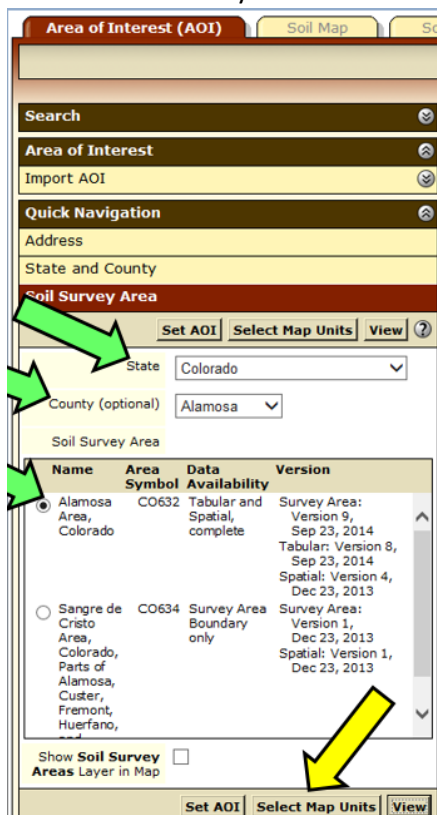 Area of Interest (AOI) Soil Map
Search
Area of Interest
Import AOI
Quick Navigation
Address
State and County
Soil Survey Area
Set AOI Select Map Units View ?
State Colorado
County (optional) Alamosa
Soil Survey Area
Name Area Symbol Data Availability Version
Alamosa Area, Colorado CO632 Tabular and Spatial, complete Survey Area: Version 9, Sep 23, 2014 Tabular: Version 8, Sep 23, 2014 Spatial: Version 4, Dec 23, 2013
Sangre de Cristo Area, Colorado, Parts of Alamosa, Custer, Fremont, Huerfano, CO634 Survey Area Boundary only Survey Area: Version 1, Dec 23, 2013 Spatial: Version 1, Dec 23, 2013
Show Soil Survey Areas Layer in Map
Set AOI Select Map Units View